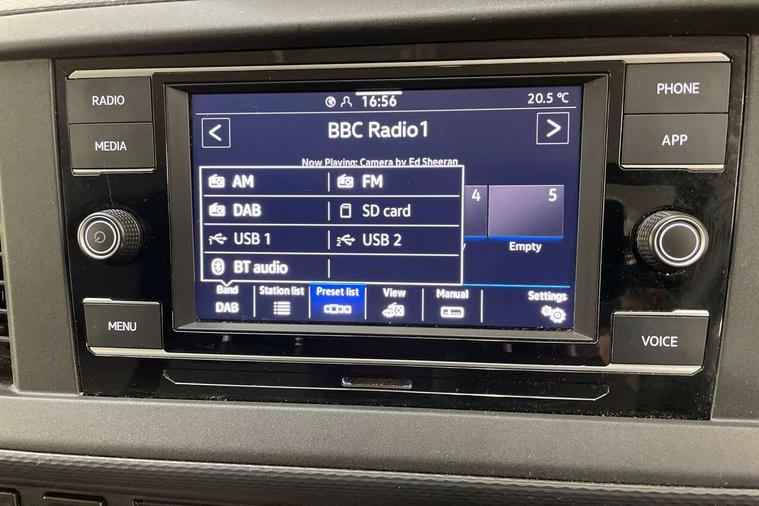 RADIO
MEDIA
MENU
PHONE
APP
VOICE
16:56
20.5 °C
BBC Radio1
Now Playing: Camera by Ed Sheeran
AM
FM
DAB
SD card
1 USB 1
2 USB 2
BT audio
4
5
Empty
Band
DAB
Station list
Preset list
View
Manual
Settings